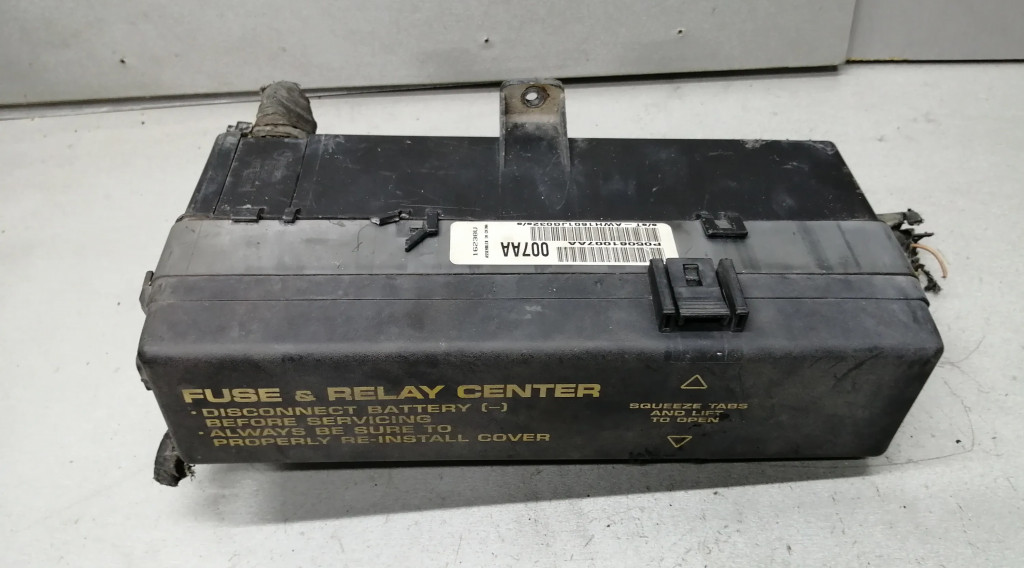 P05081007AA
007AA
FUSE & RELAY CENTER
• DISCONNECT BATTERY (-)
BEFORE SERVICING
• ALWAYS BE SURE TO
PROPERLY RE-INSTALL COVER
SQUEEZE TABS
AND LIFT
TO OPEN